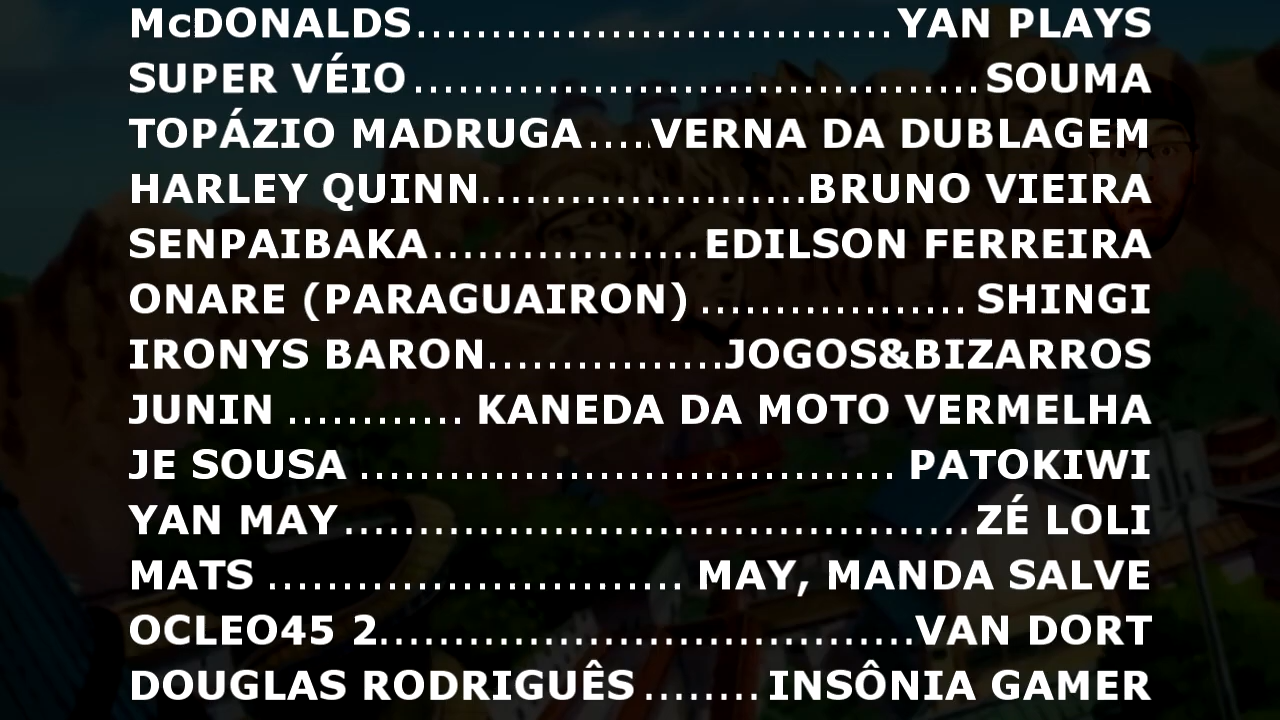 McDONALDS................................YAN PLAYS
SUPER VÉIO......................................SOUMA
TOPÁZIO MADRUGA.....VERNA DA DUBLAGEM
HARLEY QUINN......................BRUNO VIEIRA
SENPAIBAKA..................EDILSON FERREIRA
ONARE (PARAGUAIRON).................. SHINGI
IRONYS BARON................JOGOS&BIZARROS
JUNIN ............ KANEDA DA MOTO VERMELHA
JE SOUSA .................................... PATOKIWI
YAN MAY..........................................ZÉ LOLI
MATS ............................ MAY, MANDA SALVE
OCLEO45 2....................................VAN DORT
DOUGLAS RODRIGUÊS........INSÔNIA GAMER